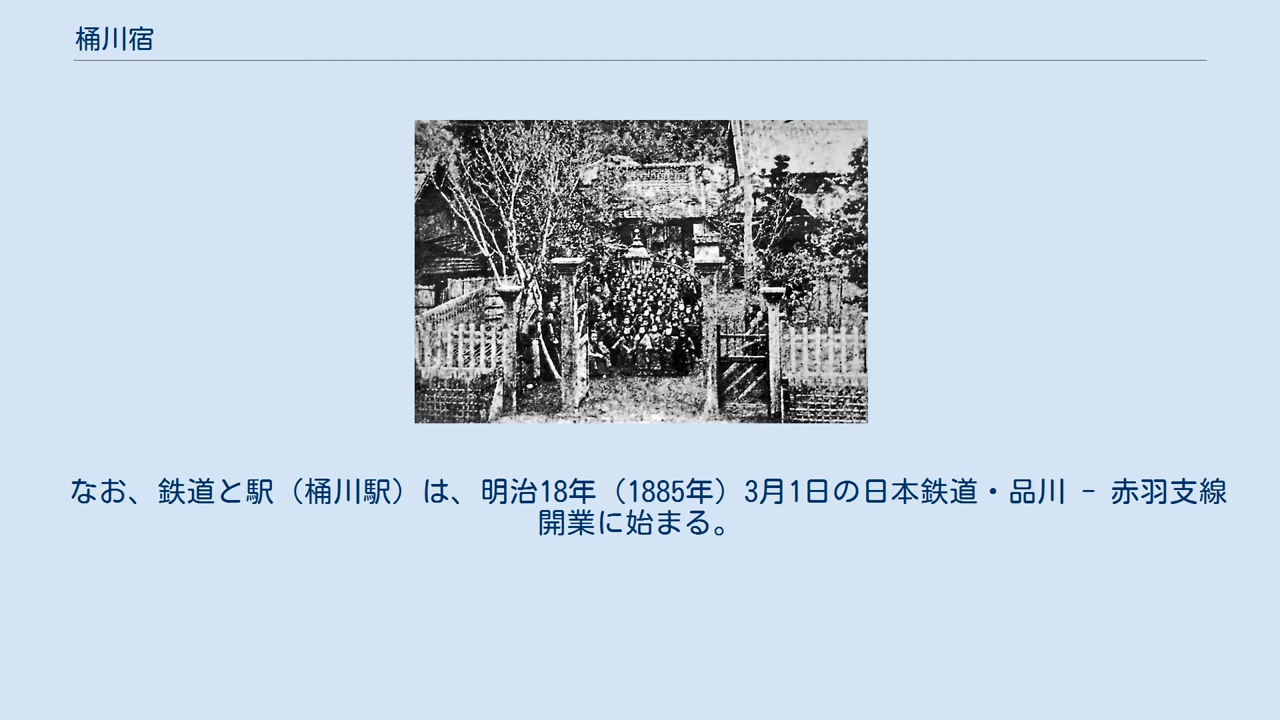 桶川宿
なお、鉄道と駅（桶川駅）は、明治18年（1885年）3月1日の日本鉄道・品川 - 赤羽支線
開業に始まる。